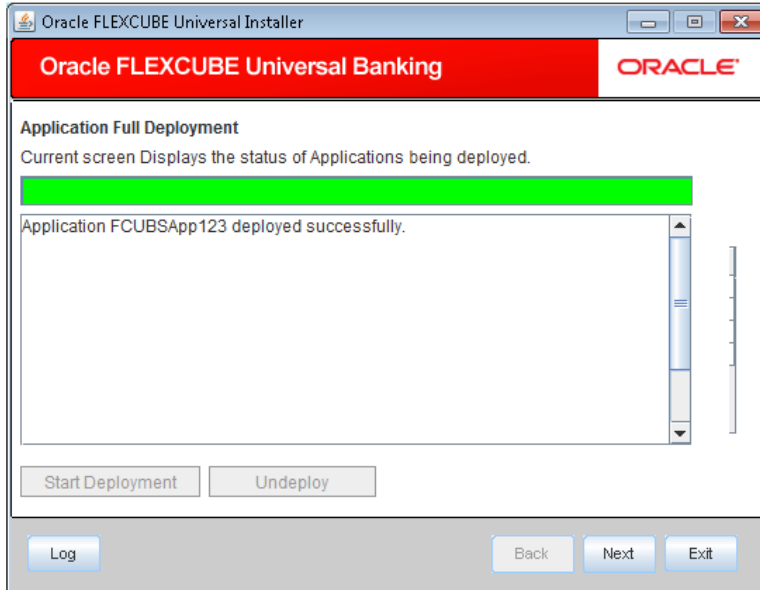 Oracle FLEXCUBE Universal Installer
Oracle FLEXCUBE Universal Banking
ORACLE
Application Full Deployment
Current screen Displays the status of Applications being deployed.
Application FCUBSApp123 deployed successfully.
Start Deployment Undeploy
Log Back Next Exit